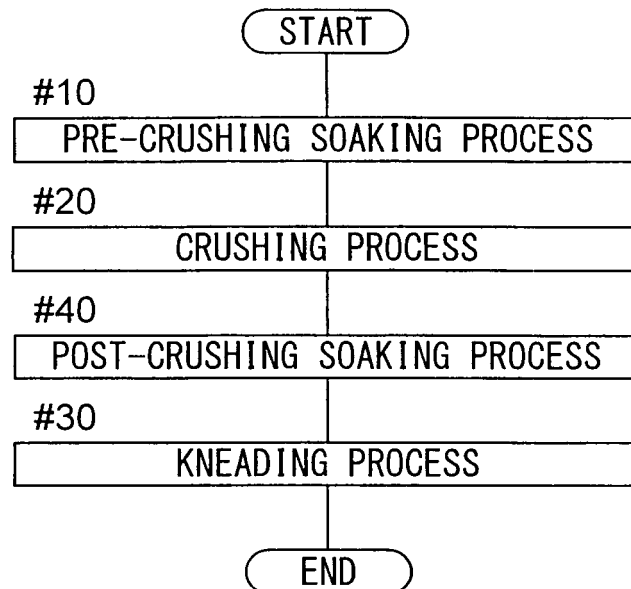 START
#10
PRE-CRUSHING SOAKING PROCESS
#20
CRUSHING PROCESS
#40
POST-CRUSHING SOAKING PROCESS
#30
KNEADING PROCESS
END